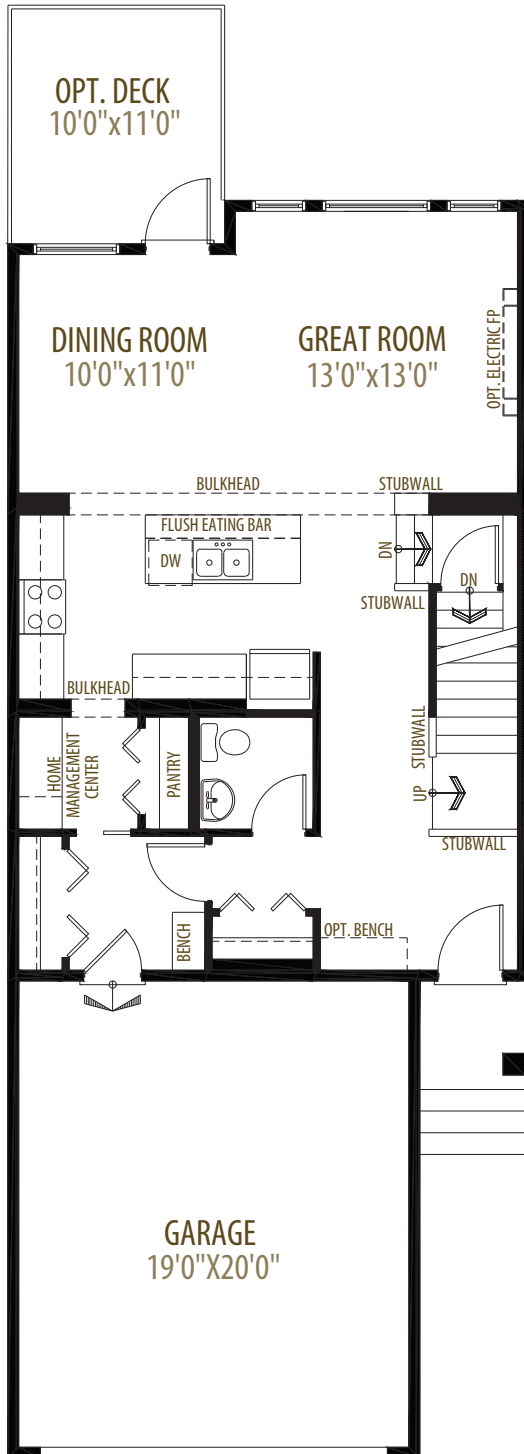 OPT. DECK
10'0"x11'0"
DINING ROOM
10'0"x11'0"
GREAT ROOM
13'0"x13'0"
OPT. ELECTRIC FP
BULKHEAD
STUBWALL
FLUSH EATING BAR
DW
DN
DN
STUBWALL
BULKHEAD
HOME
MANAGEMENT
CENTER
PANTRY
STUBWALL
UP
STUBWALL
BENCH
OPT. BENCH
GARAGE
19'0"X20'0"